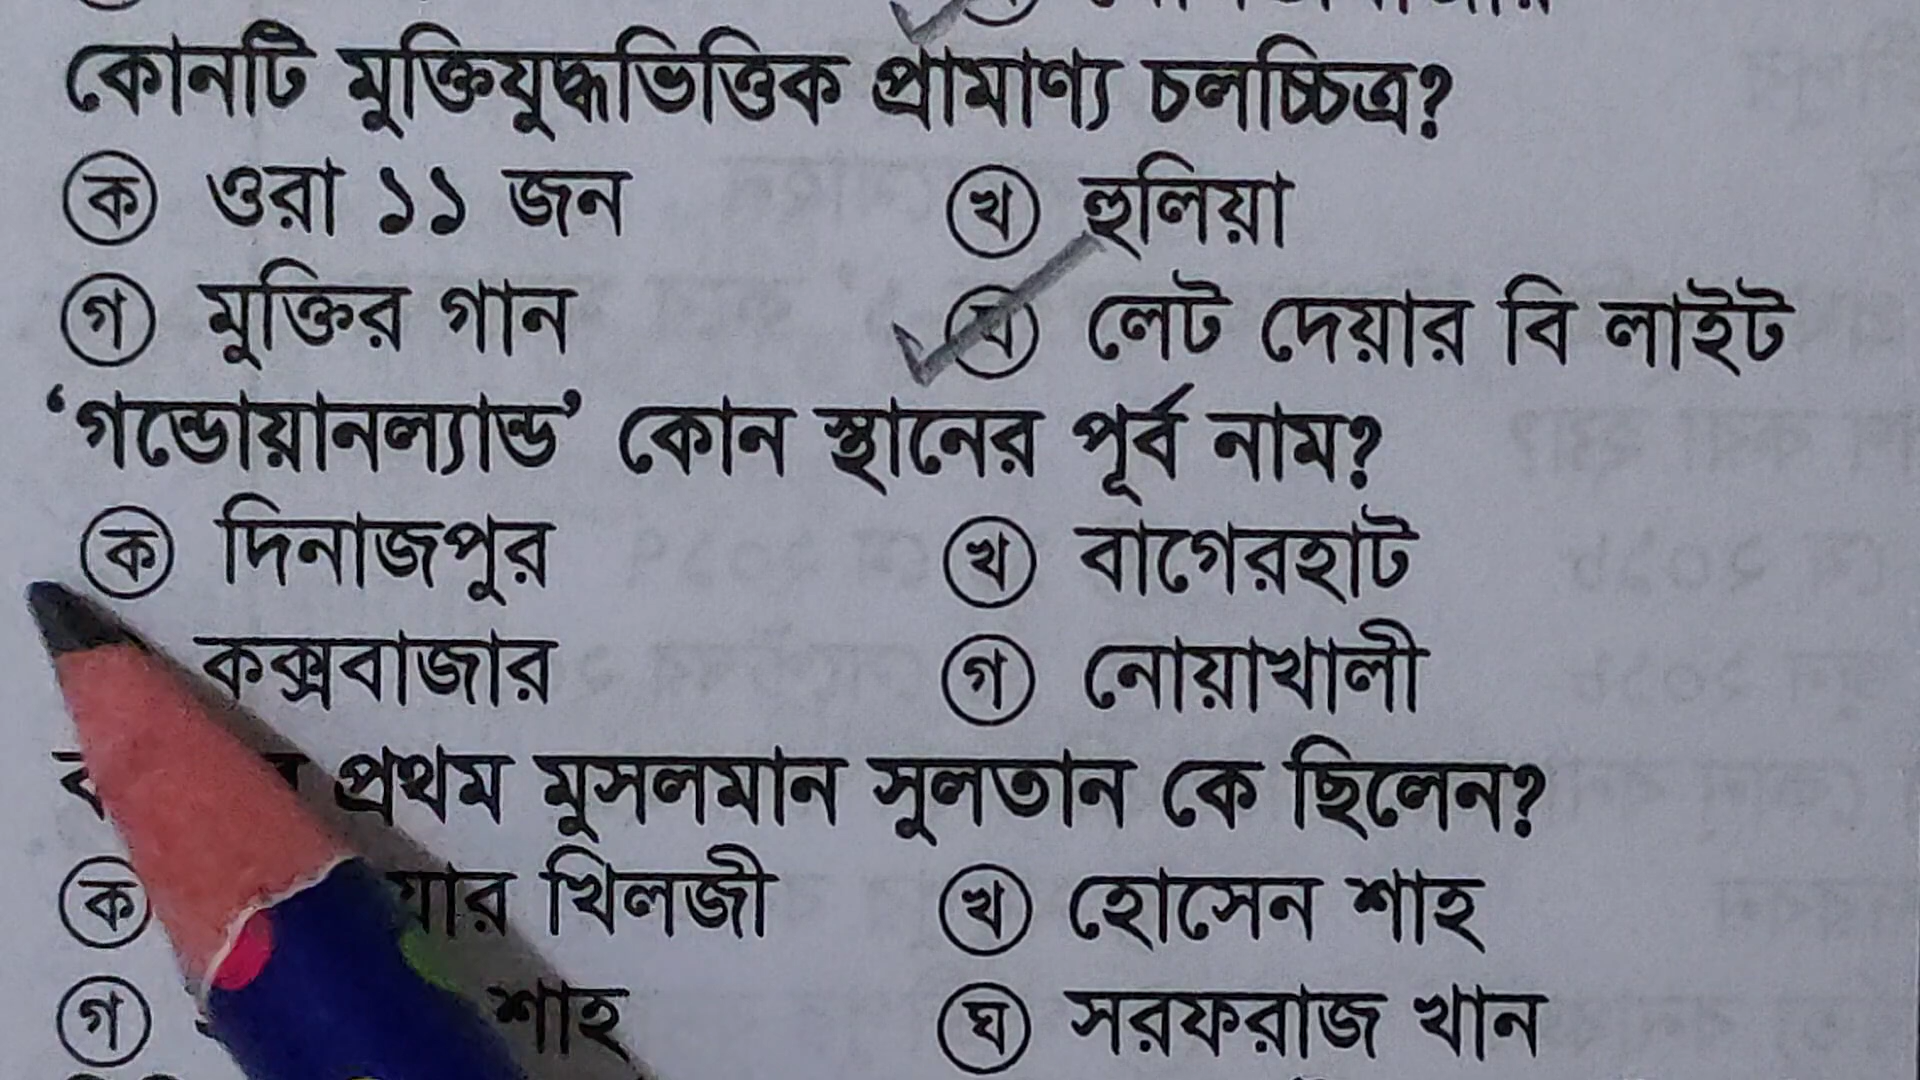 কোনটি মুক্তিযুদ্ধভিত্তিক প্রামাণ্য চলচ্চিত্র?
ক ওরা ১১ জন খ হুলিয়া
গ মুক্তির গান ঘ লেট দেয়ার বি লাইট
‘গন্ডোয়ানল্যান্ড’ কোন স্থানের পূর্ব নাম?
ক দিনাজপুর খ বাগেরহাট
কক্সবাজার গ নোয়াখালী
প্রথম মুসলমান সুলতান কে ছিলেন?
ক খিলজী খ হোসেন শাহ
গ শাহ ঘ সরফরাজ খান